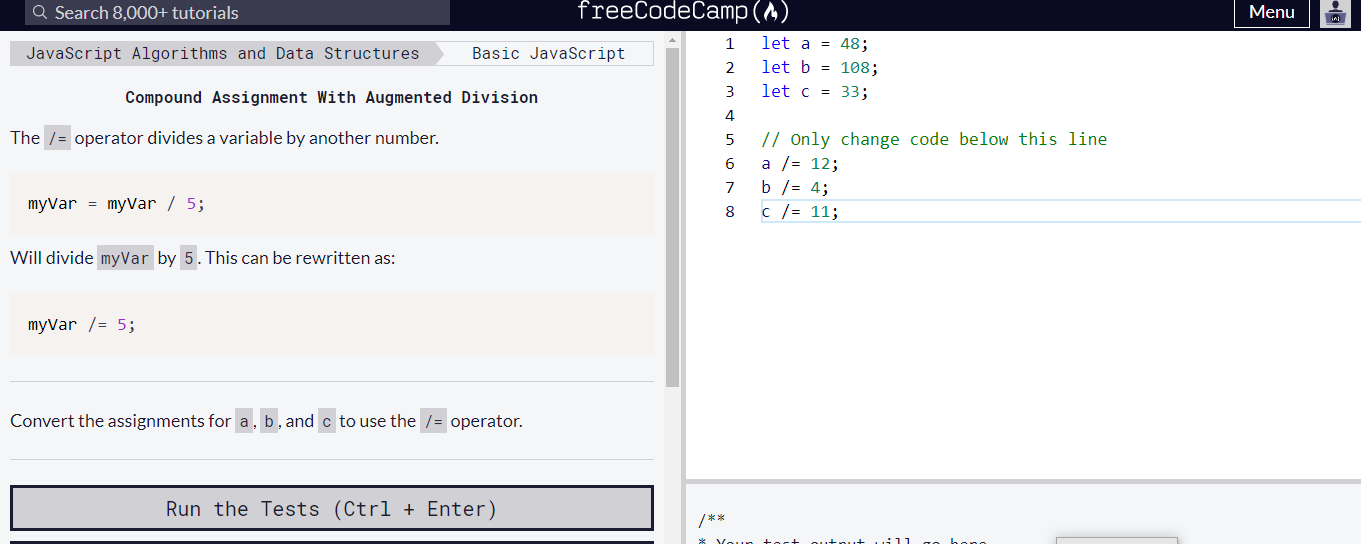 Search 8,000+ tutorials
freeCodeCamp(🔥)
Menu
JavaScript Algorithms and Data Structures
Basic JavaScript
Compound Assignment With Augmented Division
The /= operator divides a variable by another number.
myVar = myVar / 5;
Will divide myVar by 5. This can be rewritten as:
myVar /= 5;
Convert the assignments for a, b, and c to use the /= operator.
Run the Tests (Ctrl + Enter)
1 let a = 48;
2 let b = 108;
3 let c = 33;
4
5 // Only change code below this line
6 a /= 12;
7 b /= 4;
8 c /= 11;
/**
* Your test output will go here